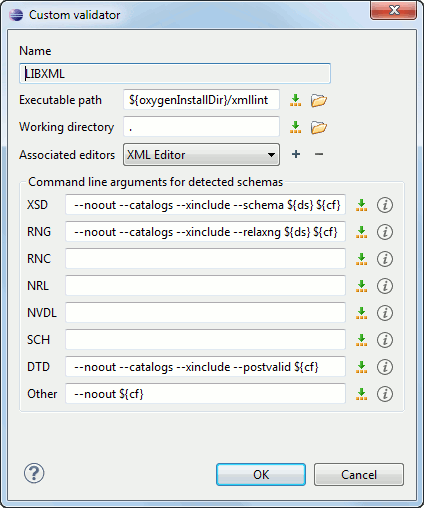 Custom validator
Name
LIBXML
Executable path ${oxygenInstallDir}/xmllint
Working directory .
Associated editors XML Editor
Command line arguments for detected schemas
XSD --noout --catalogs --xinclude --schema ${ds} ${cf}
RNG --noout --catalogs --xinclude --relaxng ${ds} ${cf}
RNC
NRL
NVDL
SCH
DTD --noout --catalogs --xinclude --postvalid ${cf}
Other --noout ${cf}
OK Cancel